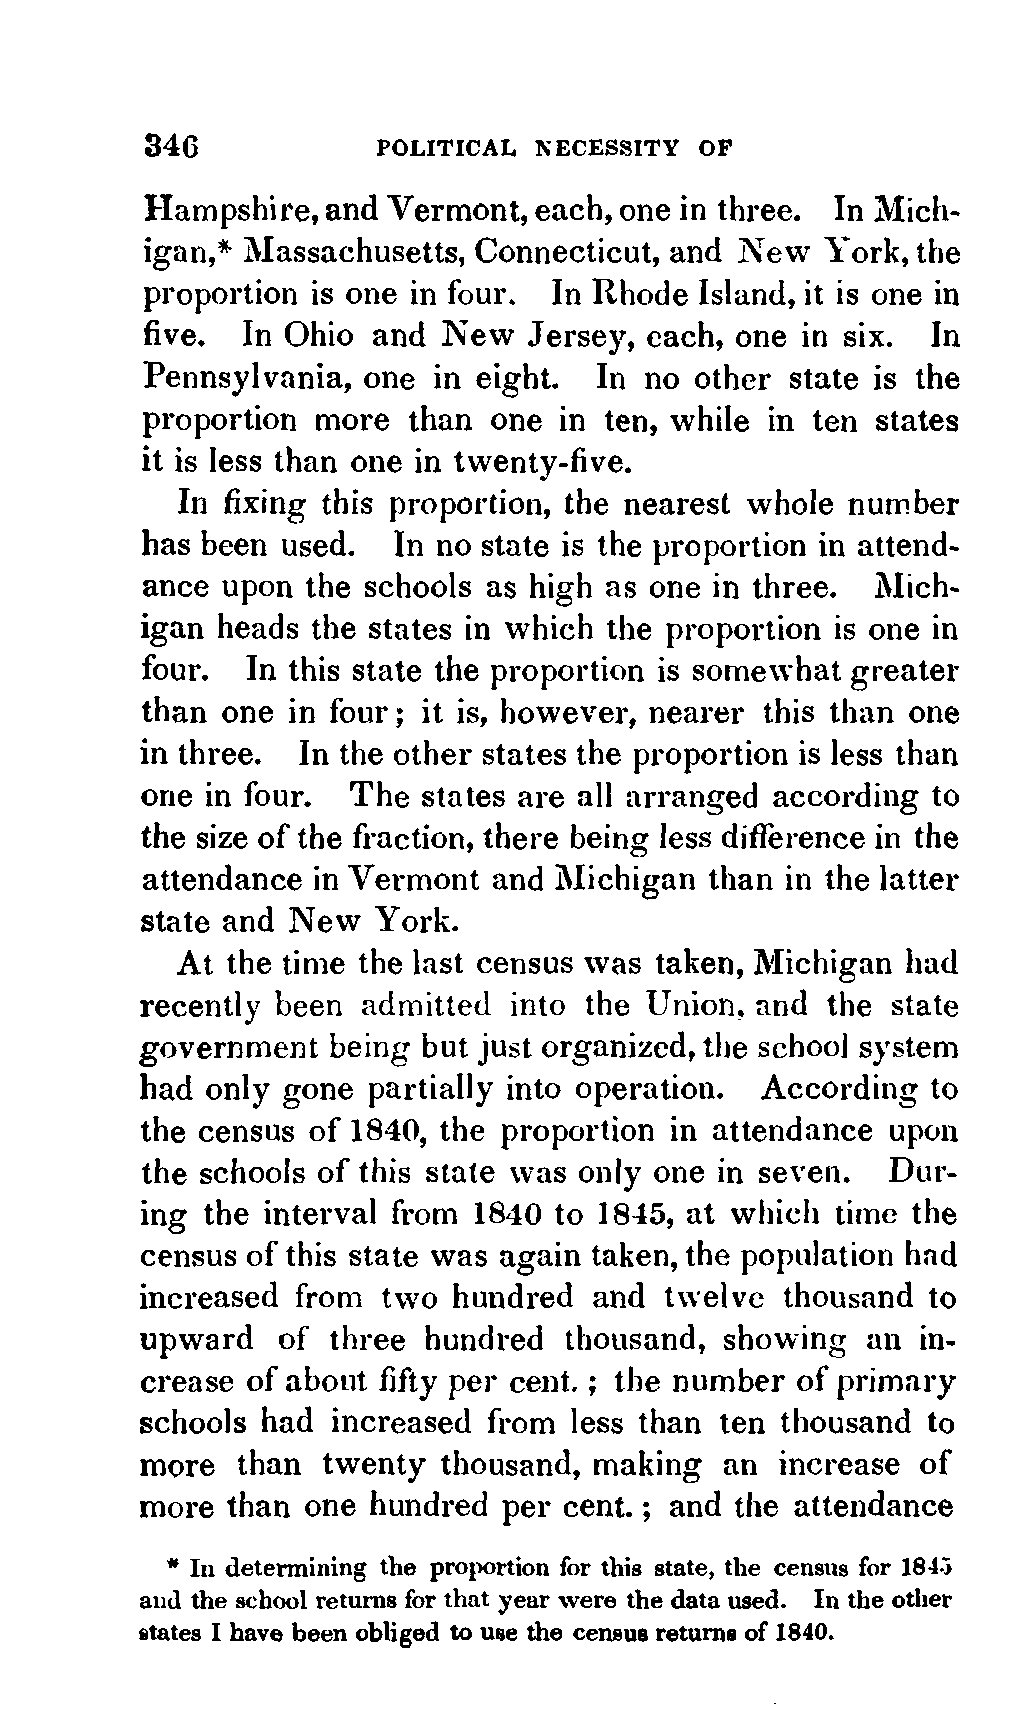 346 POLITICAL NECESSITY OF
Hampshire, and Vermont, each, one in three. In Mich-
igan,* Massachusetts, Connecticut, and New York, the
proportion is one in four. In Rhode Island, it is one in
five. In Ohio and New Jersey, each, one in six. In
Pennsylvania, one in eight. In no other state is the
proportion more than one in ten, while in ten states
it is less than one in twenty-five.
In fixing this proportion, the nearest whole number
has been used. In no state is the proportion in attend-
ance upon the schools as high as one in three. Mich-
igan heads the states in which the proportion is one in
four. In this state the proportion is somewhat greater
than one in four; it is, however, nearer this than one
in three. In the other states the proportion is less than
one in four. The states are all arranged according to
the size of the fraction, there being less difference in the
attendance in Vermont and Michigan than in the latter
state and New York.
At the time the last census was taken, Michigan had
recently been admitted into the Union, and the state
government being but just organized, the school system
had only gone partially into operation. According to
the census of 1840, the proportion in attendance upon
the schools of this state was only one in seven. Dur-
ing the interval from 1840 to 1845, at which time the
census of this state was again taken, the population had
increased from two hundred and twelve thousand to
upward of three hundred thousand, showing an in-
crease of about fifty per cent.; the number of primary
schools had increased from less than ten thousand to
more than twenty thousand, making an increase of
more than one hundred per cent.; and the attendance
* In determining the proportion for this state, the census for 1845
and the school returns for that year were the data used. In the other
states I have been obliged to use the census returns of 1840.